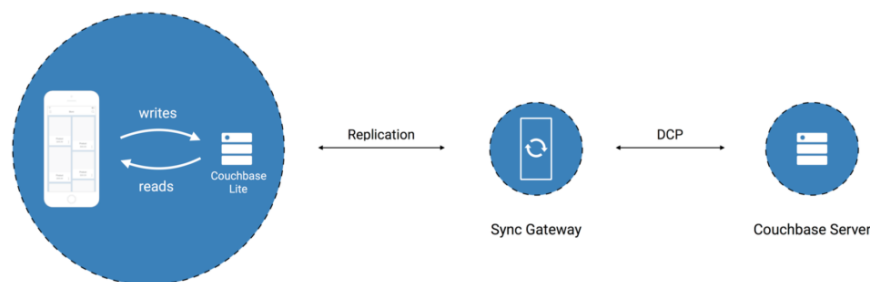 writes
reads
Couchbase
Lite
Replication
Sync Gateway
DCP
Couchbase Server